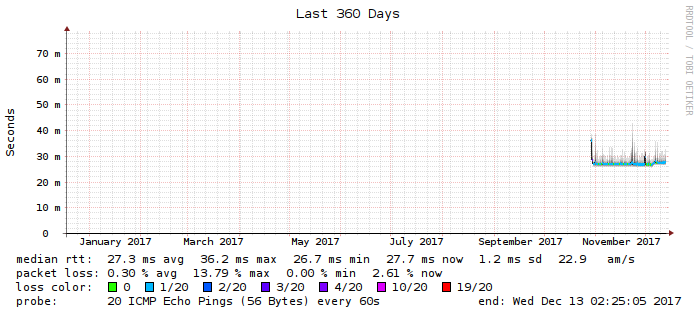 Last 360 Days
RRDTOOL / TOBI OETIKER
Seconds
70 m
60 m
50 m
40 m
30 m
20 m
10 m
0
January 2017 March 2017 May 2017 July 2017 September 2017 November 2017
median rtt: 27.3 ms avg 36.2 ms max 26.7 ms min 27.7 ms now 1.2 ms sd 22.9 am/s
packet loss: 0.30 % avg 13.79 % max 0.00 % min 2.61 % now
loss color: 0 1/20 2/20 3/20 4/20 10/20 19/20
probe: 20 ICMP Echo Pings (56 Bytes) every 60s end: Wed Dec 13 02:25:05 2017